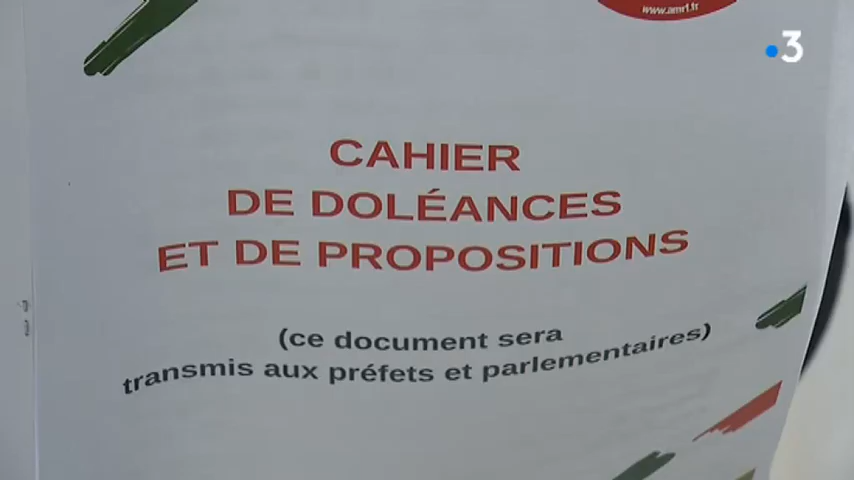 www.amrf.fr
3
CAHIER
DE DOLÉANCES
ET DE PROPOSITIONS
(ce document sera
transmis aux préfets et parlementaires)